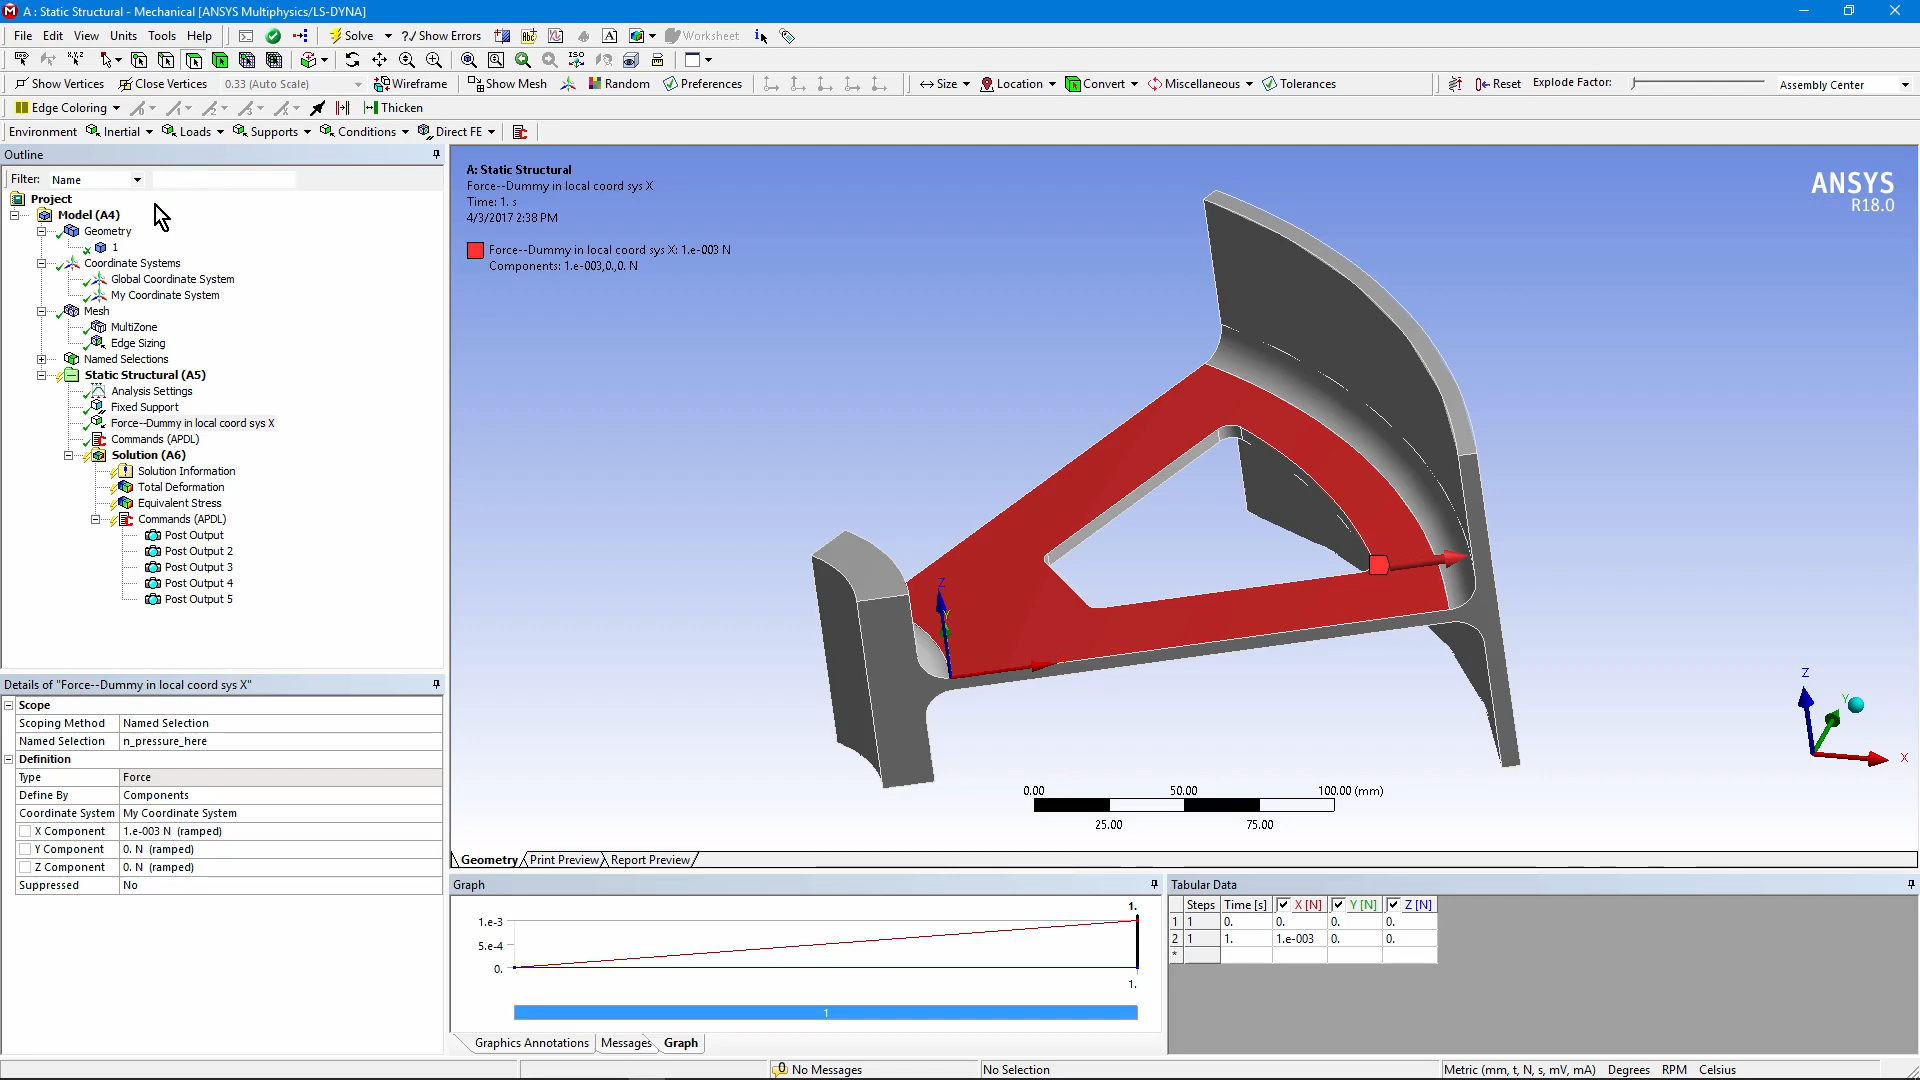 A : Static Structural - Mechanical [ANSYS Multiphysics/LS-DYNA]
File Edit View Units Tools Help Solve ?/ Show Errors Worksheet
Show Vertices Close Vertices 0.33 (Auto Scale) Wireframe Show Mesh Random Preferences Size Location Convert Miscellaneous Tolerances Reset Explode Factor: Assembly Center
Edge Coloring Thicken
Environment Inertial Loads Supports Conditions Direct FE
Outline
Filter: Name
Project
Model (A4)
Geometry
1
Coordinate Systems
Global Coordinate System
My Coordinate System
Mesh
MultiZone
Edge Sizing
Named Selections
Static Structural (A5)
Analysis Settings
Fixed Support
Force--Dummy in local coord sys X
Commands (APDL)
Solution (A6)
Solution Information
Total Deformation
Equivalent Stress
Commands (APDL)
Post Output
Post Output 2
Post Output 3
Post Output 4
Post Output 5
Details of "Force--Dummy in local coord sys X"
Scope
Scoping Method Named Selection
Named Selection n_pressure_here
Definition
Type Force
Define By Components
Coordinate System My Coordinate System
X Component 1.e-003 N (ramped)
Y Component 0. N (ramped)
Z Component 0. N (ramped)
Suppressed No
A: Static Structural
Force--Dummy in local coord sys X
Time: 1. s
4/3/2017 2:38 PM
Force--Dummy in local coord sys X: 1.e-003 N
Components: 1.e-003,0.,0. N
ANSYS
R18.0
Z
Y
Z
Y
X
0.00 50.00 100.00 (mm)
25.00 75.00
Geometry Print Preview Report Preview
Graph
1.
1.e-3
5.e-4
0.
1.
1
Graphics Annotations Messages Graph
Tabular Data
Steps Time [s] X [N] Y [N] Z [N]
1 1 0. 0. 0. 0.
2 1 1. 1.e-003 0. 0.
*
0 No Messages No Selection Metric (mm, t, N, s, mV, mA) Degrees RPM Celsius